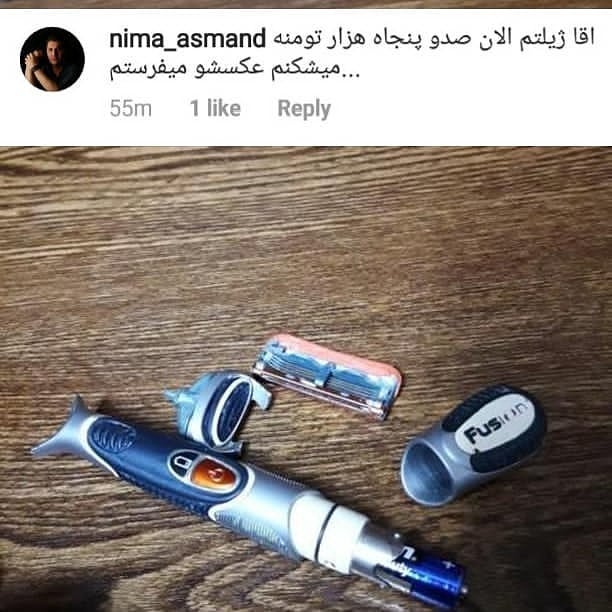 nima_asmand اقا ژیلتم الان صدو پنجاه هزار تومنه
میشکنم عکسشو میفرستم...
55m 1 like Reply
Fusion